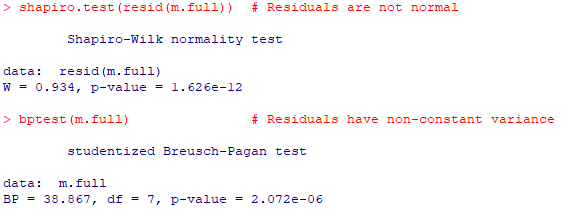 > shapiro.test(resid(m.full))  # Residuals are not normal
Shapiro-Wilk normality test
data:  resid(m.full)
W = 0.934, p-value = 1.626e-12
> bptest(m.full)               # Residuals have non-constant variance
studentized Breusch-Pagan test
data:  m.full
BP = 38.867, df = 7, p-value = 2.072e-06